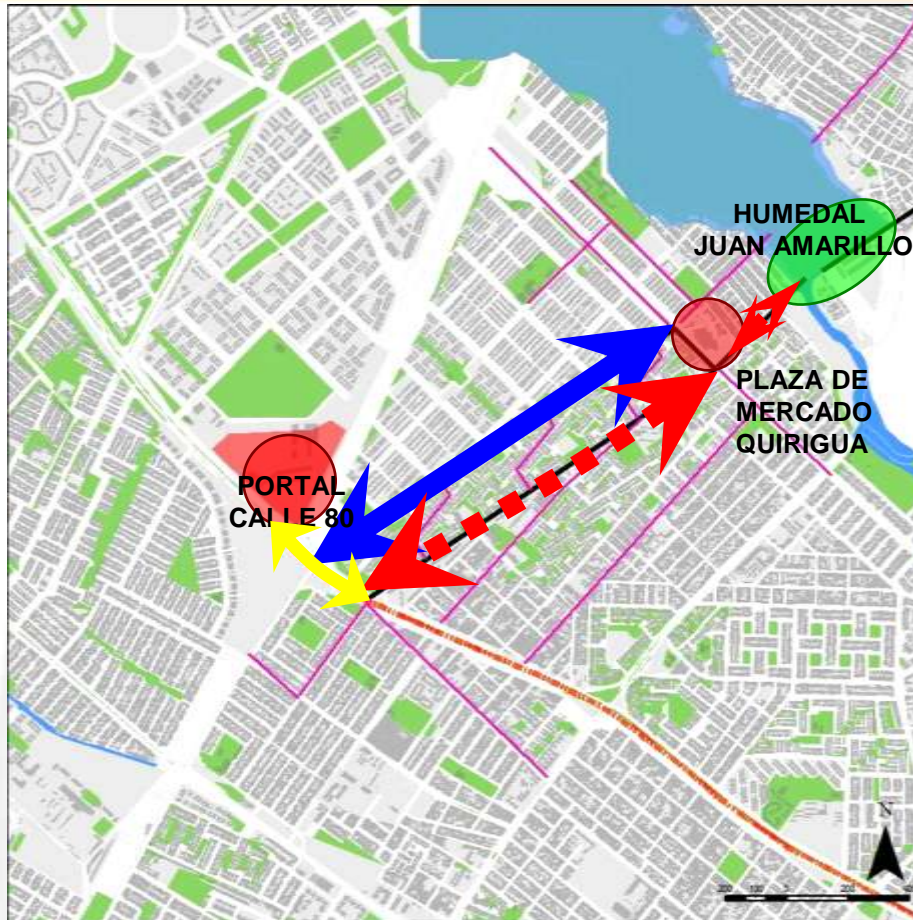 HUMEDAL
JUAN AMARILLO
PLAZA DE
MERCADO
QUIRIGUA
PORTAL
CALLE 80
N